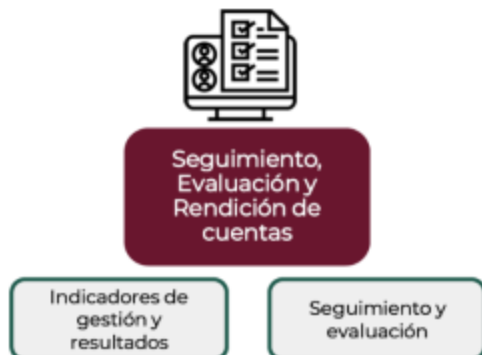 Seguimiento,
Evaluación y
Rendición de
cuentas
Indicadores de
gestión y
resultados
Seguimiento y
evaluación